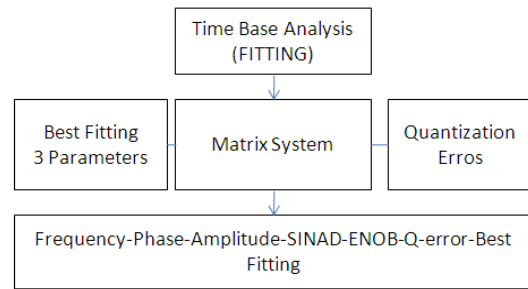 Time Base Analysis
(FITTING)
Best Fitting
3 Parameters
Matrix System
Quantization
Erros
Frequency-Phase-Amplitude-SINAD-ENOB-Q-error-Best
Fitting